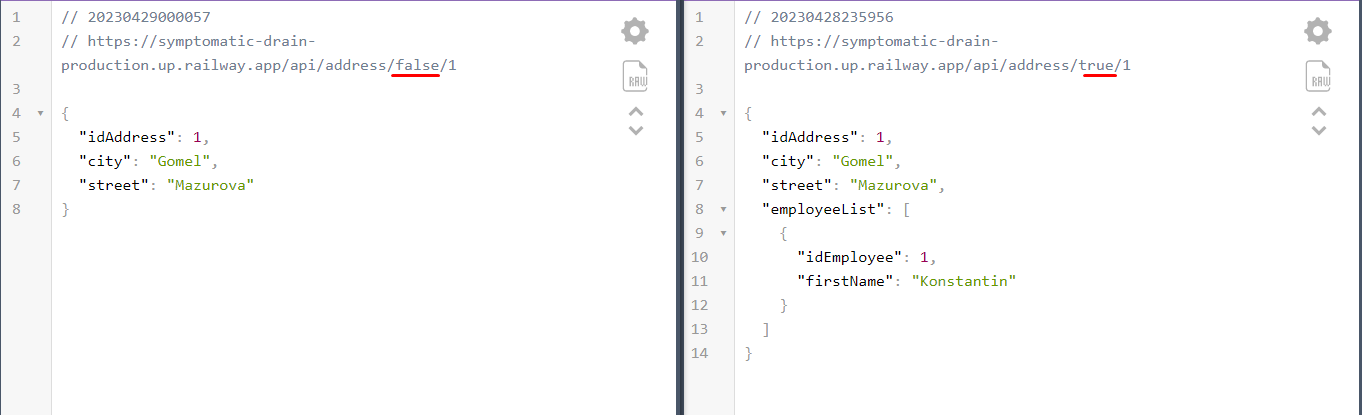 1 // 20230429000057
2 // https://symptomatic-drain-
production.up.railway.app/api/address/false/1
3
4 {
5 "idAddress": 1,
6 "city": "Gomel",
7 "street": "Mazurova"
8 }
RAW
1 // 20230428235956
2 // https://symptomatic-drain-
production.up.railway.app/api/address/true/1
3
4 {
5 "idAddress": 1,
6 "city": "Gomel",
7 "street": "Mazurova",
8 "employeeList": [
9 {
10 "idEmployee": 1,
11 "firstName": "Konstantin"
12 }
13 ]
14 }
RAW